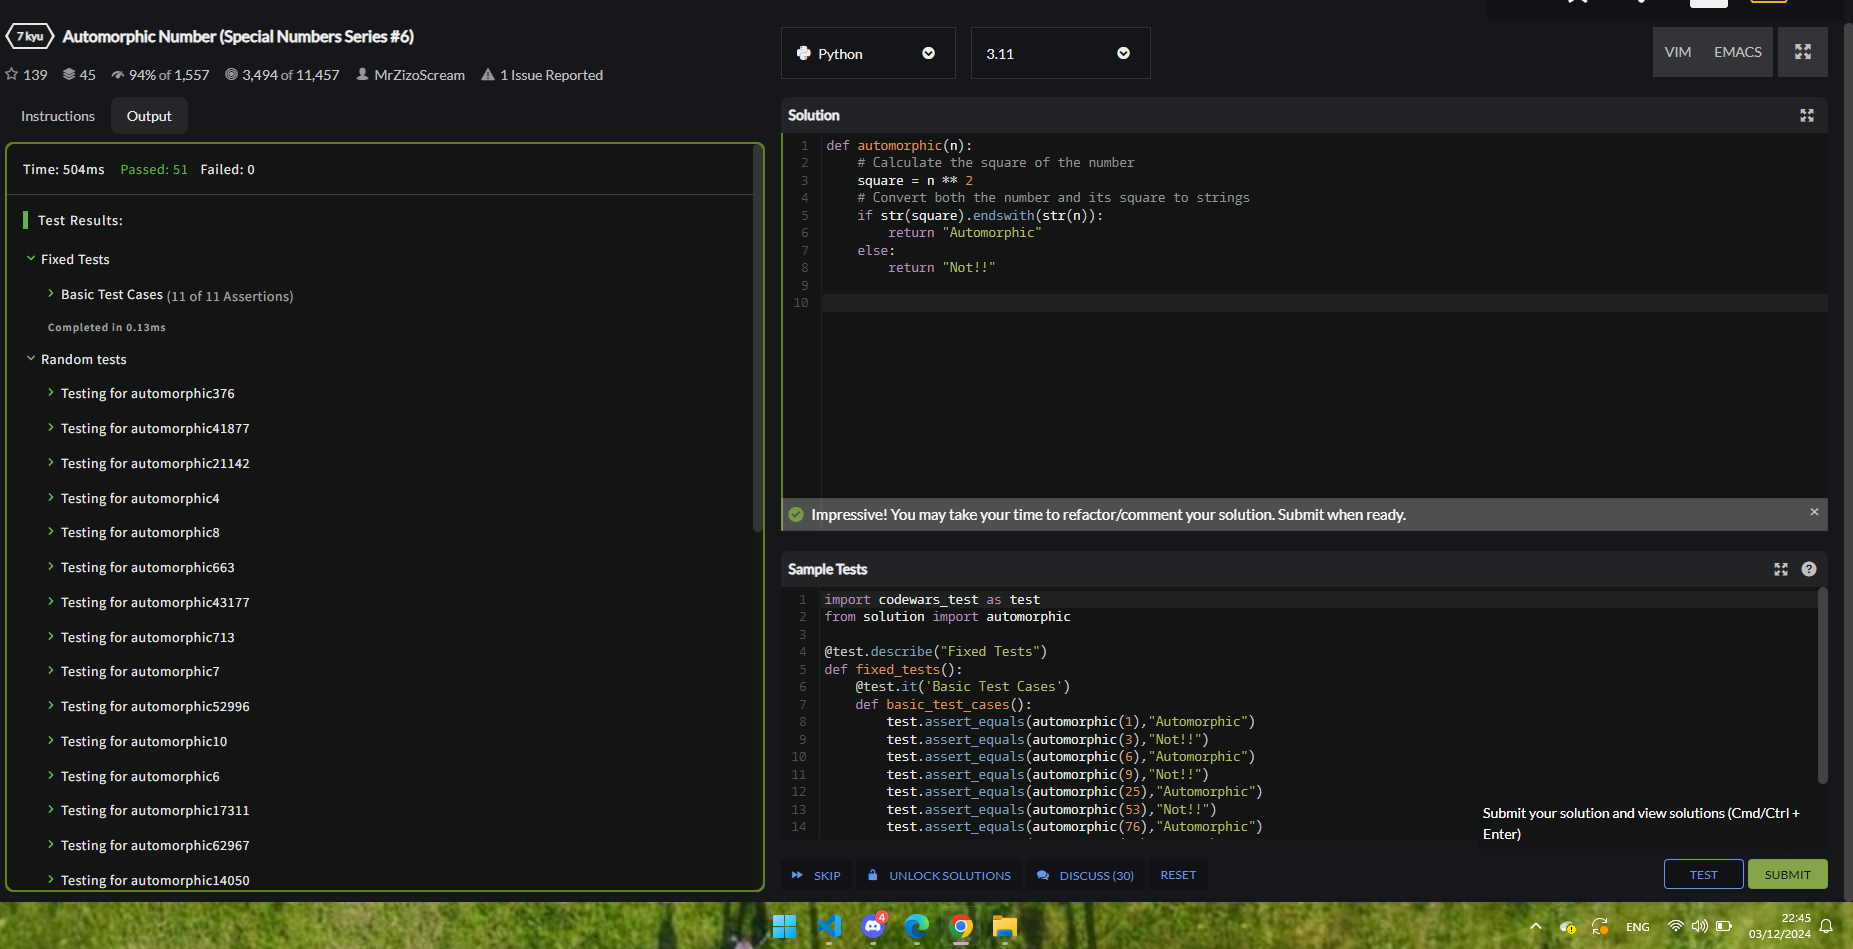 7 kyu
Automorphic Number (Special Numbers Series #6)
139 45 94% of 1,557 3,494 of 11,457 MrZizoScream 1 Issue Reported
Instructions
Output
Time: 504ms Passed: 51 Failed: 0
Test Results:
Fixed Tests
Basic Test Cases (11 of 11 Assertions)
Completed in 0.13ms
Random tests
Testing for automorphic376
Testing for automorphic41877
Testing for automorphic21142
Testing for automorphic4
Testing for automorphic8
Testing for automorphic663
Testing for automorphic43177
Testing for automorphic713
Testing for automorphic7
Testing for automorphic52996
Testing for automorphic10
Testing for automorphic6
Testing for automorphic17311
Testing for automorphic62967
Testing for automorphic14050
Python
3.11
VIM EMACS
Solution
1 def automorphic(n):
2     # Calculate the square of the number
3     square = n ** 2
4     # Convert both the number and its square to strings
5     if str(square).endswith(str(n)):
6         return "Automorphic"
7     else:
8         return "Not!!"
9
10
Impressive! You may take your time to refactor/comment your solution. Submit when ready. ×
Sample Tests
?
1 import codewars_test as test
2 from solution import automorphic
3
4 @test.describe("Fixed Tests")
5 def fixed_tests():
6     @test.it('Basic Test Cases')
7     def basic_test_cases():
8         test.assert_equals(automorphic(1),"Automorphic")
9         test.assert_equals(automorphic(3),"Not!!")
10         test.assert_equals(automorphic(6),"Automorphic")
11         test.assert_equals(automorphic(9),"Not!!")
12         test.assert_equals(automorphic(25),"Automorphic")
13         test.assert_equals(automorphic(53),"Not!!")
14         test.assert_equals(automorphic(76),"Automorphic")
Submit your solution and view solutions (Cmd/Ctrl +
Enter)
SKIP
UNLOCK SOLUTIONS
DISCUSS (30)
RESET
TEST
SUBMIT
4
ENG
22:45
03/12/2024